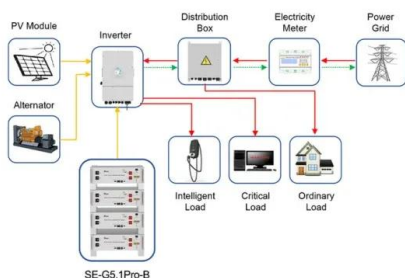 PV Module
Inverter
Distribution
Box
Electricity
Meter
Power
Grid
Alternator
Intelligent
Load
Critical
Load
Ordinary
Load
SE-G5.1Pro-B